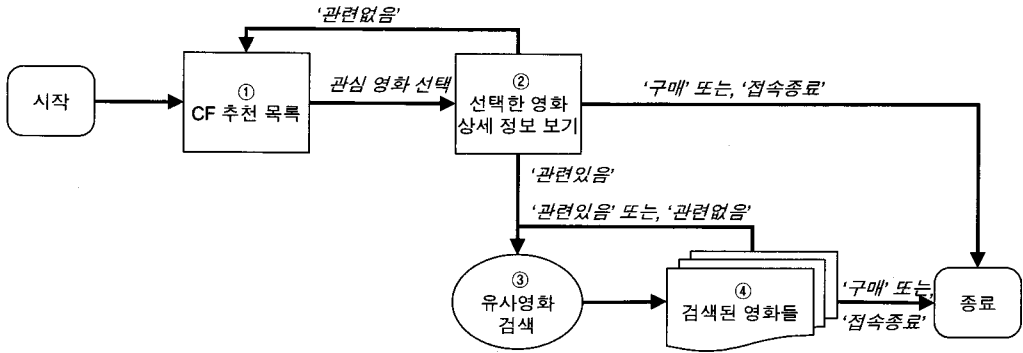 ‘관련없음’
시작
①
CF 추천 목록
관심 영화 선택
②
선택한 영화
상세 정보 보기
‘구매’ 또는, ‘접속종료’
‘관련있음’
‘관련있음’ 또는, ‘관련없음’
③
유사영화
검색
④
검색된 영화들
‘구매’ 또는,
‘접속종료’
종료